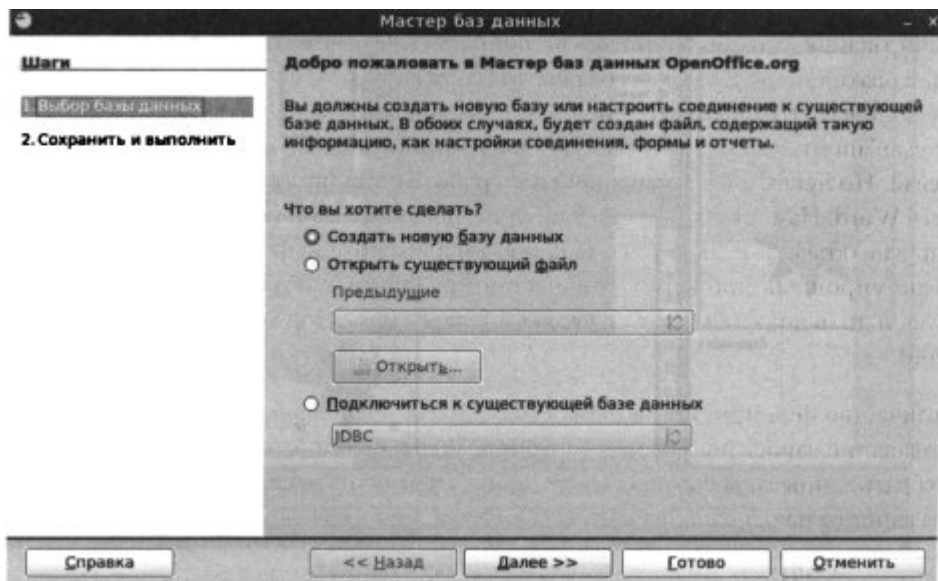 Мастер баз данных
Шаги
1. Выбор базы данных
2. Сохранить и выполнить
Добро пожаловать в Мастер баз данных OpenOffice.org
Вы должны создать новую базу или настроить соединение к существующей
базе данных. В обоих случаях, будет создан файл, содержащий такую
информацию, как настройки соединения, формы и отчеты.
Что вы хотите сделать?
Создать новую базу данных
Открыть существующий файл
Предыдущие
Открыть...
Подключиться к существующей базе данных
JDBC
Справка
<< Назад
Далее >>
Готово
Отменить